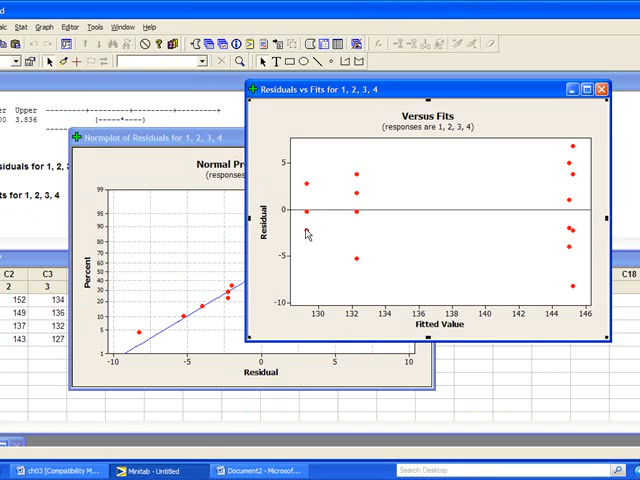 d
alc Stat Graph Editor Tools Window Help
Residuals vs Fits for 1, 2, 3, 4
er Upper --------+---------+---------+--------+
00 3.836 (-----*----)
Versus Fits
(responses are 1, 2, 3, 4)
Normplot of Residuals for 1, 2, 3, 4
siduals for 1, 2, 3,
ts for 1, 2, 3, 4
Normal Pr
(responses
Percent
99
95
90
80
70
60
50
40
30
20
10
5
1
-10 -5 0 5 10
Residual
Residual
5
0
-5
-10
130 132 134 136 138 140 142 144 146
Fitted Value
C2 C3 C18
2 3
152 134
149 136
137 132
143 127
ch03 [Compatibility M... Minitab - Untitled Document2 - Microsof... Search Desktop